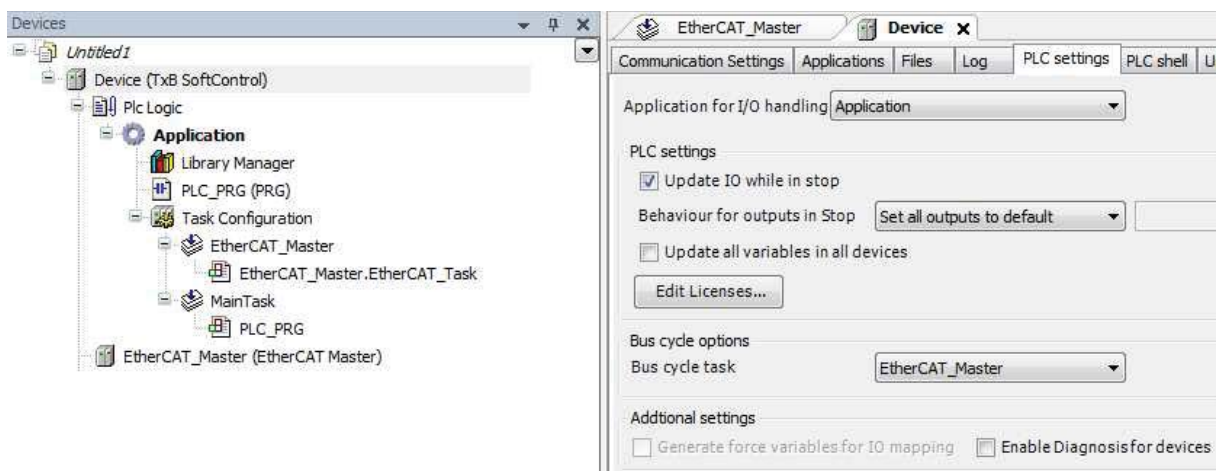 Devices
Untitled1
Device (TxB SoftControl)
Plc Logic
Application
Library Manager
PLC_PRG (PRG)
Task Configuration
EtherCAT_Master
EtherCAT_Master.EtherCAT_Task
MainTask
PLC_PRG
EtherCAT_Master (EtherCAT Master)
EtherCAT_Master Device
Communication Settings Applications Files Log PLC settings PLC shell U
Application for I/O handling Application
PLC settings
Update IO while in stop
Behaviour for outputs in Stop Set all outputs to default
Update all variables in all devices
Edit Licenses...
Bus cycle options
Bus cycle task EtherCAT_Master
Addtional settings
Generate force variables for IO mapping Enable Diagnosis for devices